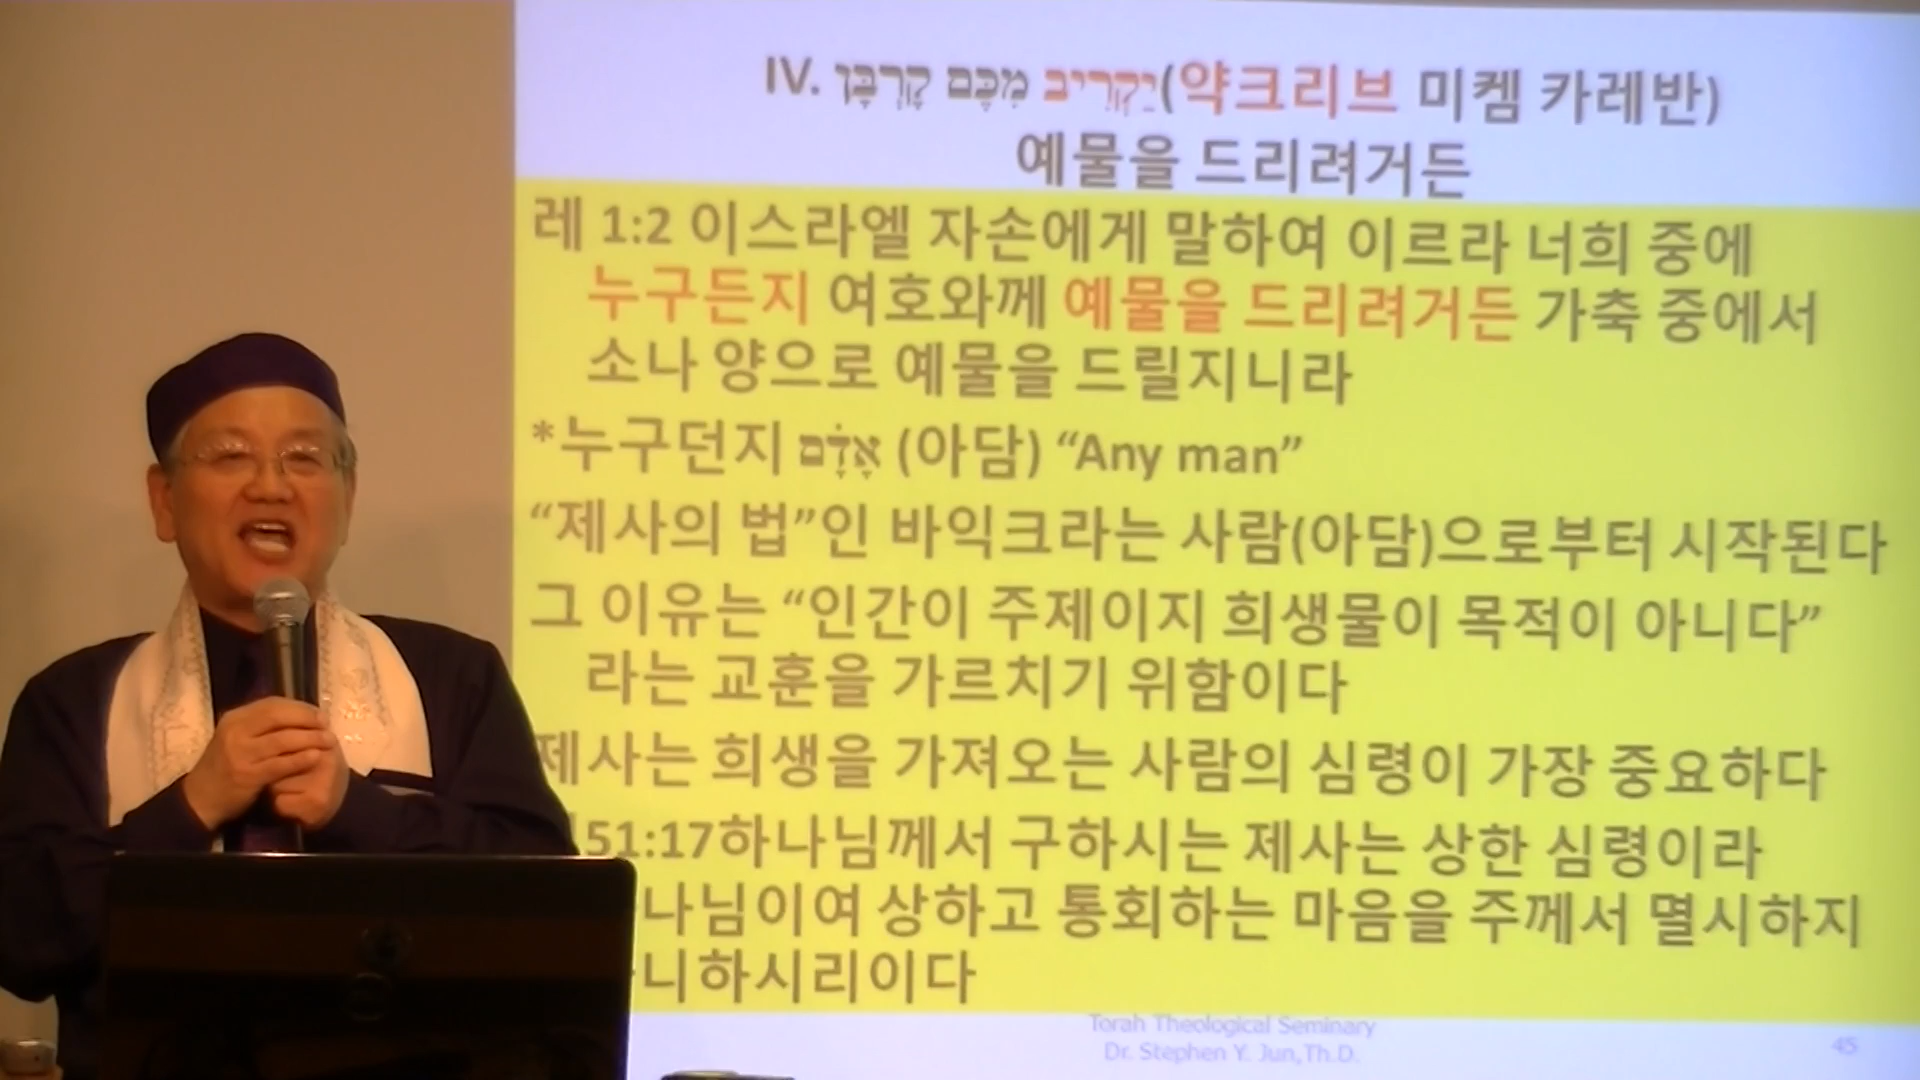 IV. יַקְרִיב מִכֶּם קָרְבָּן(약크리브 미켐 카레반)
예물을 드리려거든
레 1:2 이스라엘 자손에게 말하여 이르라 너희 중에
누구든지 여호와께 예물을 드리려거든 가축 중에서
소나 양으로 예물을 드릴지니라
*누구던지 אָדָם (아담) “Any man”
“제사의 법”인 바익크라는 사람(아담)으로부터 시작된다
그 이유는 “인간이 주제이지 희생물이 목적이 아니다”
라는 교훈을 가르치기 위함이다
제사는 희생을 가져오는 사람의 심령이 가장 중요하다
51:17하나님께서 구하시는 제사는 상한 심령이라
나님이여 상하고 통회하는 마음을 주께서 멸시하지
니하시리이다
Torah Theological Seminary
Dr. Stephen Y. Jun,Th.D.
45